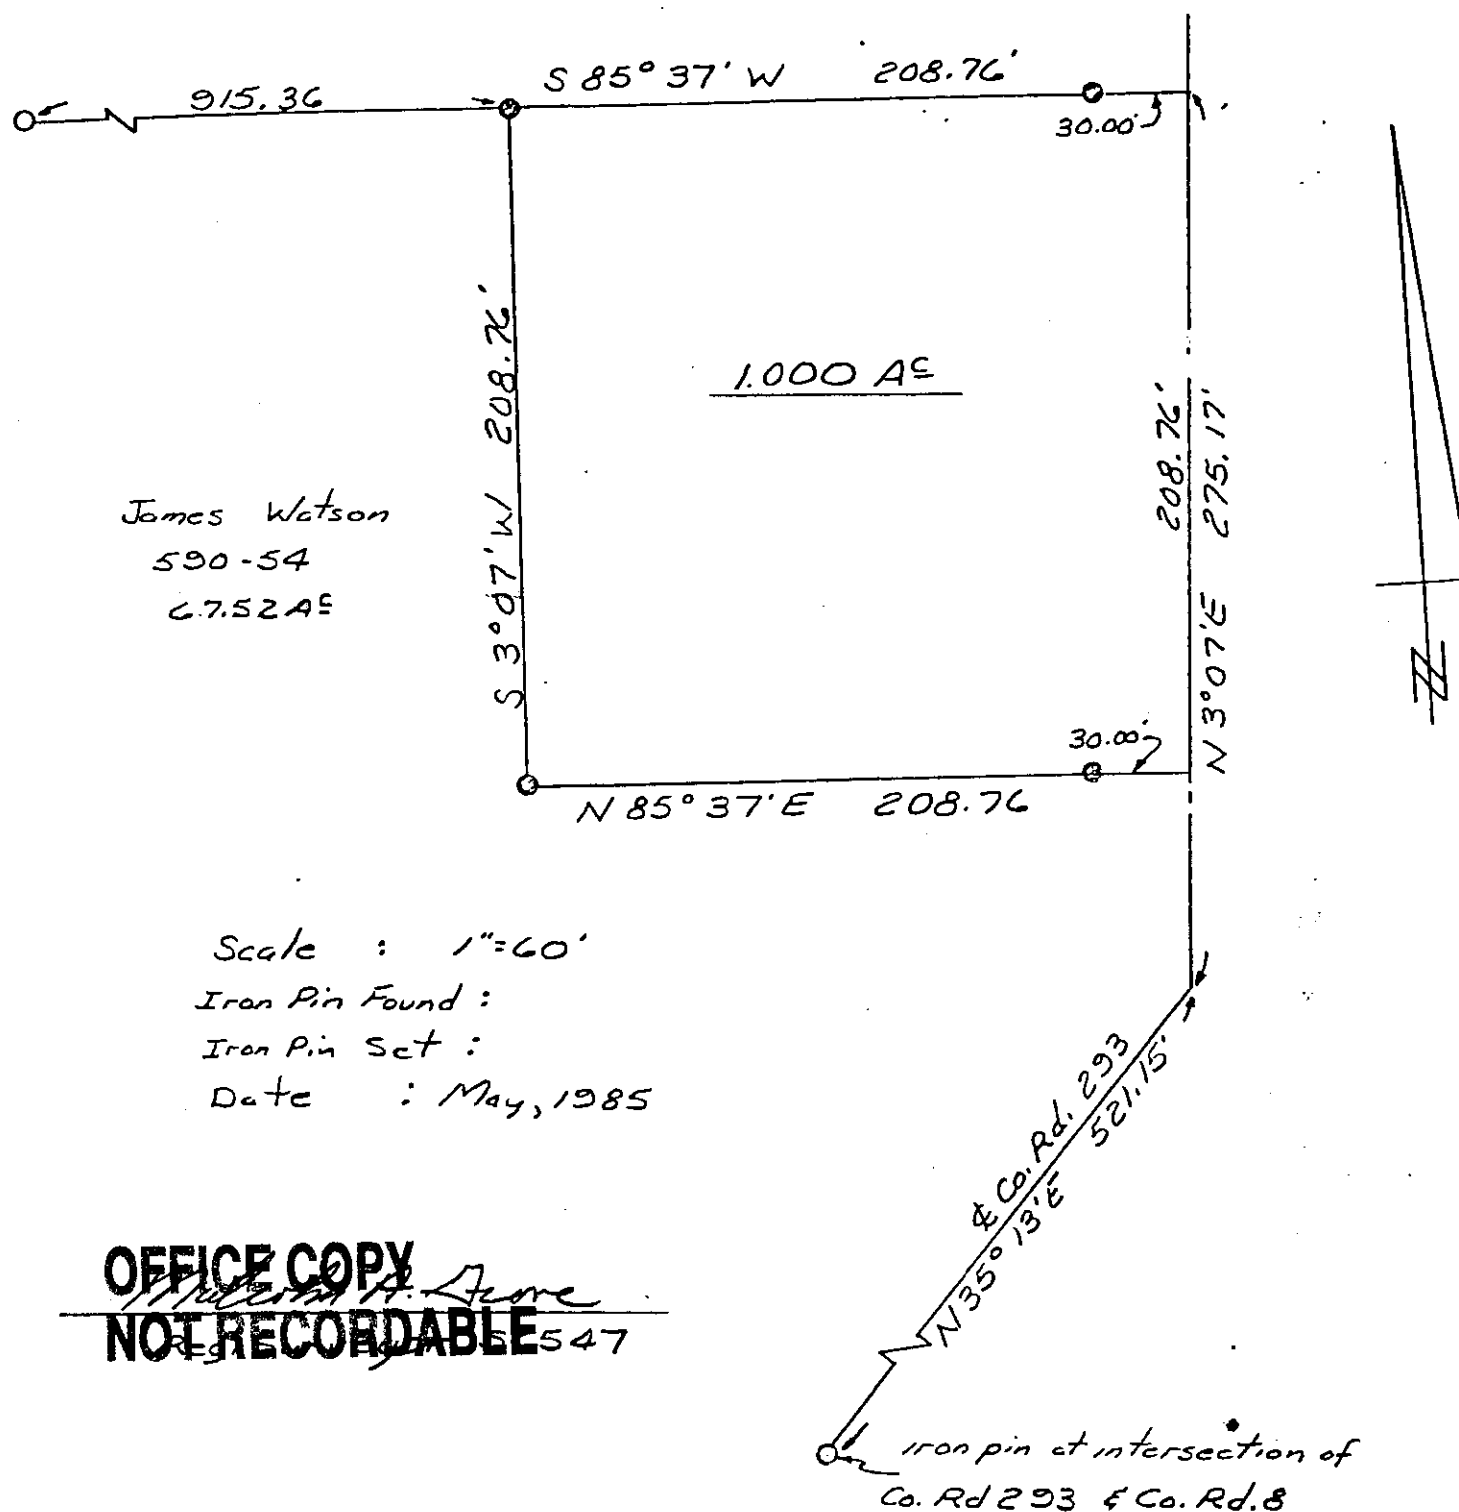 S 85° 37' W 208.76'
915.36
30.00'
S 3° 07' W 208.76'
1.000 Ac
208.76'
N 3° 07' E 275.17'
James Watson
590-54
67.52 Ac
30.00'
N 85° 37' E 208.76
N
Scale : 1"=60'
Iron Pin Found :
Iron Pin Set :
Date : May, 1985
℄ Co. Rd. 293
N 35° 13' E 521.15'
OFFICE COPY
NOT RECORDABLE
547
iron pin at intersection of
Co. Rd 293 & Co. Rd. 8